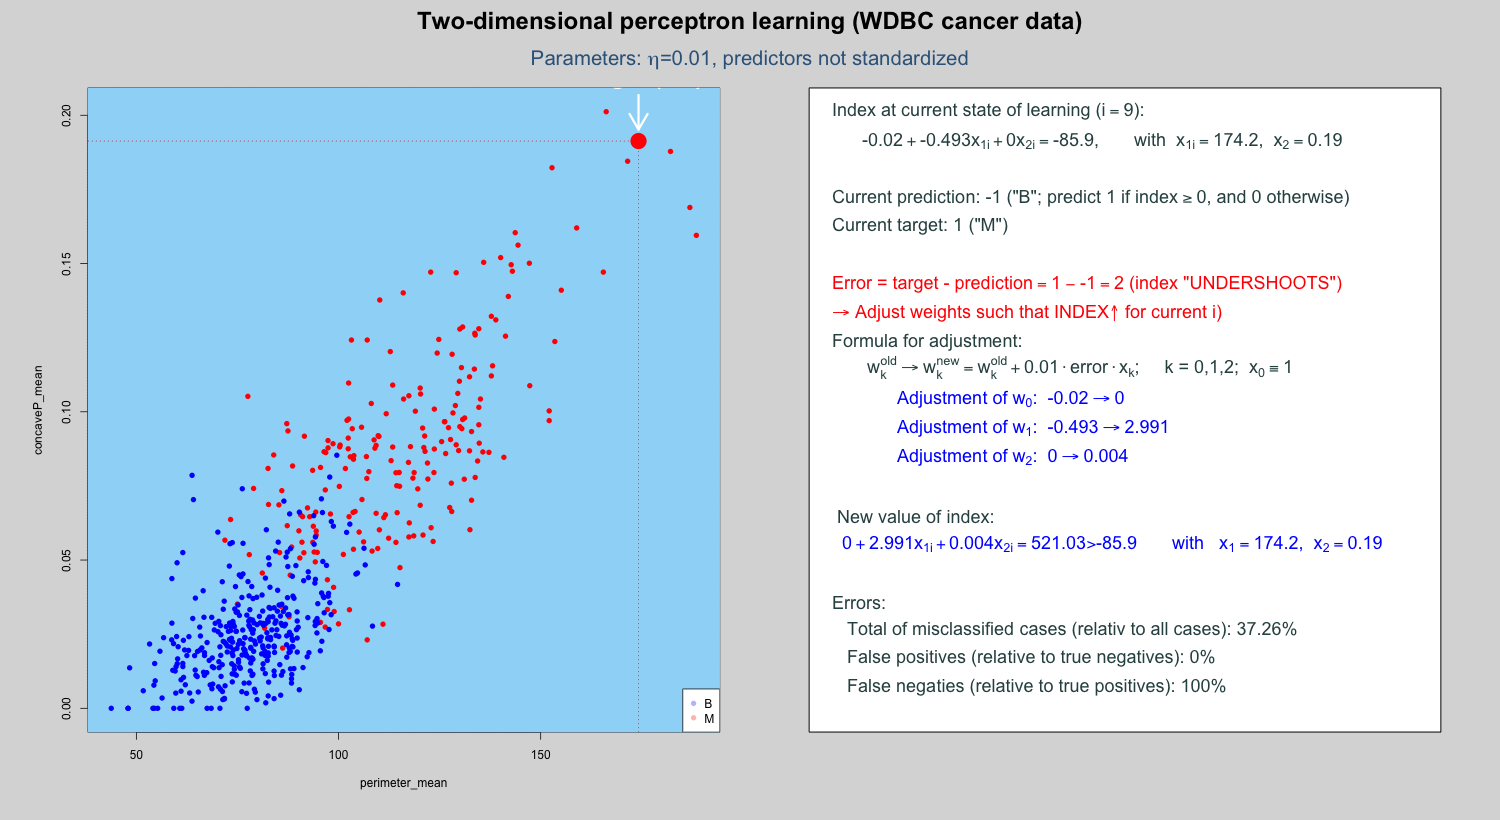 Two-dimensional perceptron learning (WDBC cancer data)
Parameters: η=0.01, predictors not standardized
0.20
0.15
0.10
0.05
0.00
concaveP_mean
50
100
150
perimeter_mean
B
M
Index at current state of learning (i = 9):
-0.02 + -0.493x1i + 0x2i = -85.9, with x1i = 174.2, x2 = 0.19
Current prediction: -1 ("B"; predict 1 if index ≥ 0, and 0 otherwise)
Current target: 1 ("M")
Error = target - prediction = 1 − -1 = 2 (index "UNDERSHOOTS")
→ Adjust weights such that INDEX↑ for current i)
Formula for adjustment:
w_k^old → w_k^new = w_k^old + 0.01 · error · x_k; k = 0,1,2; x0 ≡ 1
Adjustment of w0: -0.02 → 0
Adjustment of w1: -0.493 → 2.991
Adjustment of w2: 0 → 0.004
New value of index:
0 + 2.991x1i + 0.004x2i = 521.03>-85.9 with x1 = 174.2, x2 = 0.19
Errors:
Total of misclassified cases (relativ to all cases): 37.26%
False positives (relative to true negatives): 0%
False negaties (relative to true positives): 100%